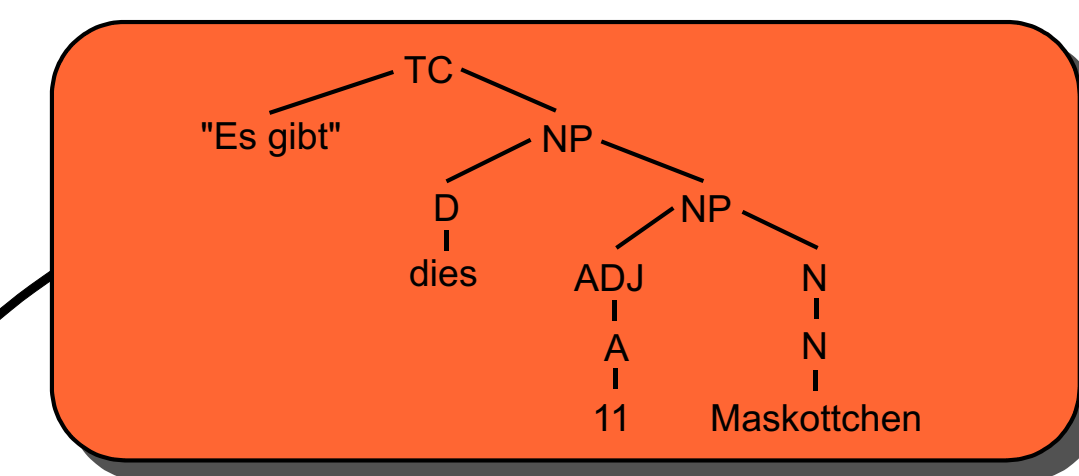 TC
"Es gibt" NP
D NP
dies ADJ N
A N
11 Maskottchen